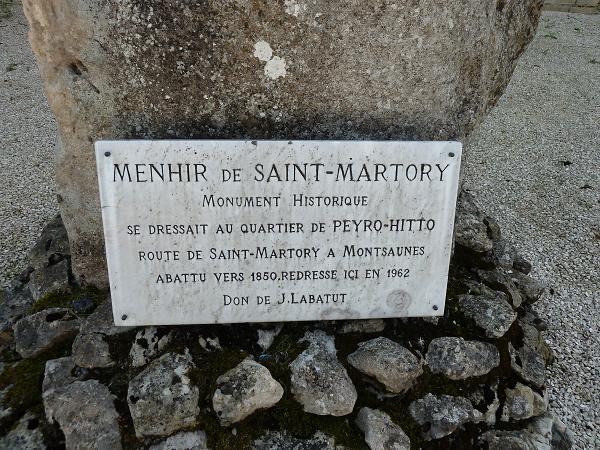 MENHIR DE SAINT-MARTORY
MONUMENT HISTORIQUE
SE DRESSAIT AU QUARTIER DE PEYRO-HITTO
ROUTE DE SAINT-MARTORY A MONTSAUNES
ABATTU VERS 1850.REDRESSE ICI EN 1962
DON DE J.LABATUT